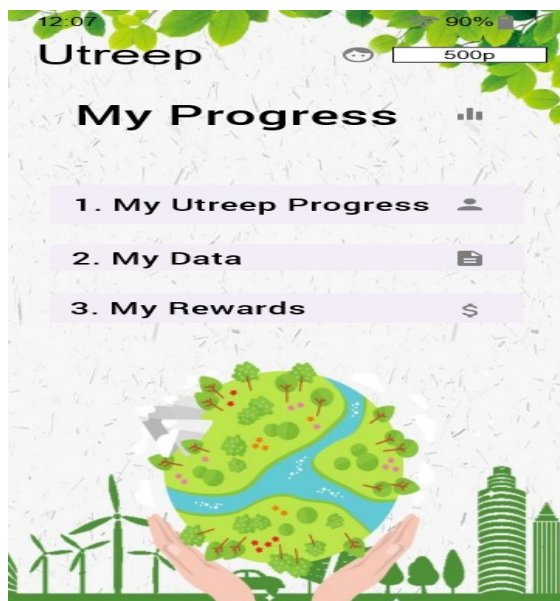 12:07 90%
Utreep 500p
My Progress
1. My Utreep Progress
2. My Data
3. My Rewards